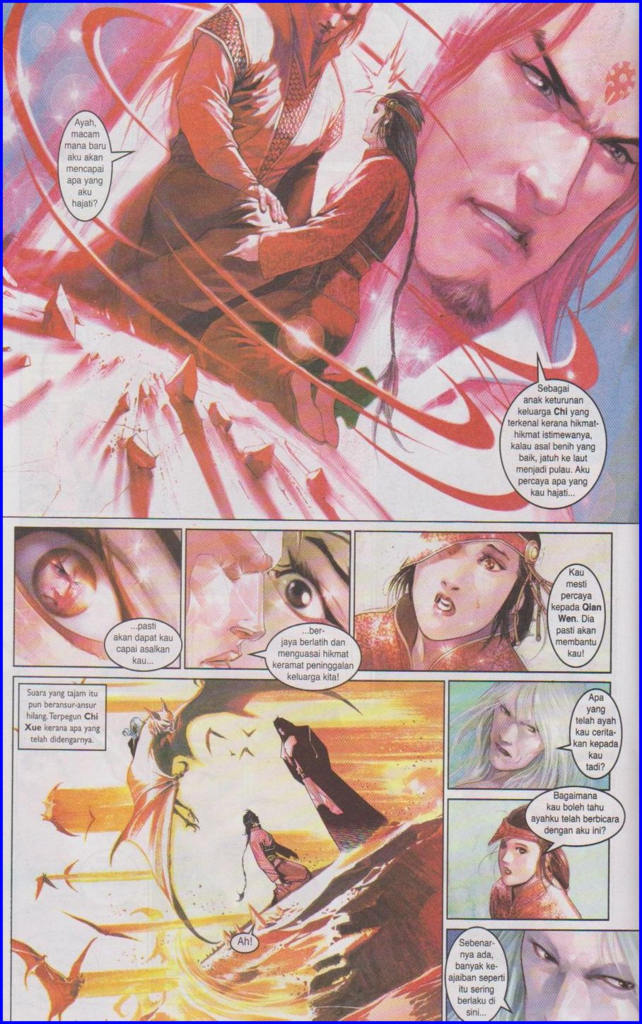 Ayah,
macam
mana baru
aku akan
mencapai
apa yang
aku
hajati?
Sebagai
anak keturunan
keluarga Chi yang
terkenal kerana hikmat-
hikmat istimewanya,
kalau asal benih yang
baik, jatuh ke laut
menjadi pulau. Aku
percaya apa yang
kau hajati...
...pasti
akan dapat kau
capai asalkan
kau...
...ber-
jaya berlatih dan
menguasai hikmat
keramat peninggalan
keluarga kita!
Kau
mesti
percaya
kepada Qian
Wen. Dia
pasti akan
membantu
kau!
Suara yang tajam itu
pun beransur-ansur
hilang. Terpegun Chi
Xue kerana apa yang
telah didengarnya.
Ah!
Apa
yang
telah ayah
kau cerita-
kan kepada
kau
tadi?
Bagaimana
kau boleh tahu
ayahku telah berbicara
dengan aku ini?
Sebenar-
nya ada,
banyak ke-
ajaiban seperti
itu sering
berlaku di
sini...